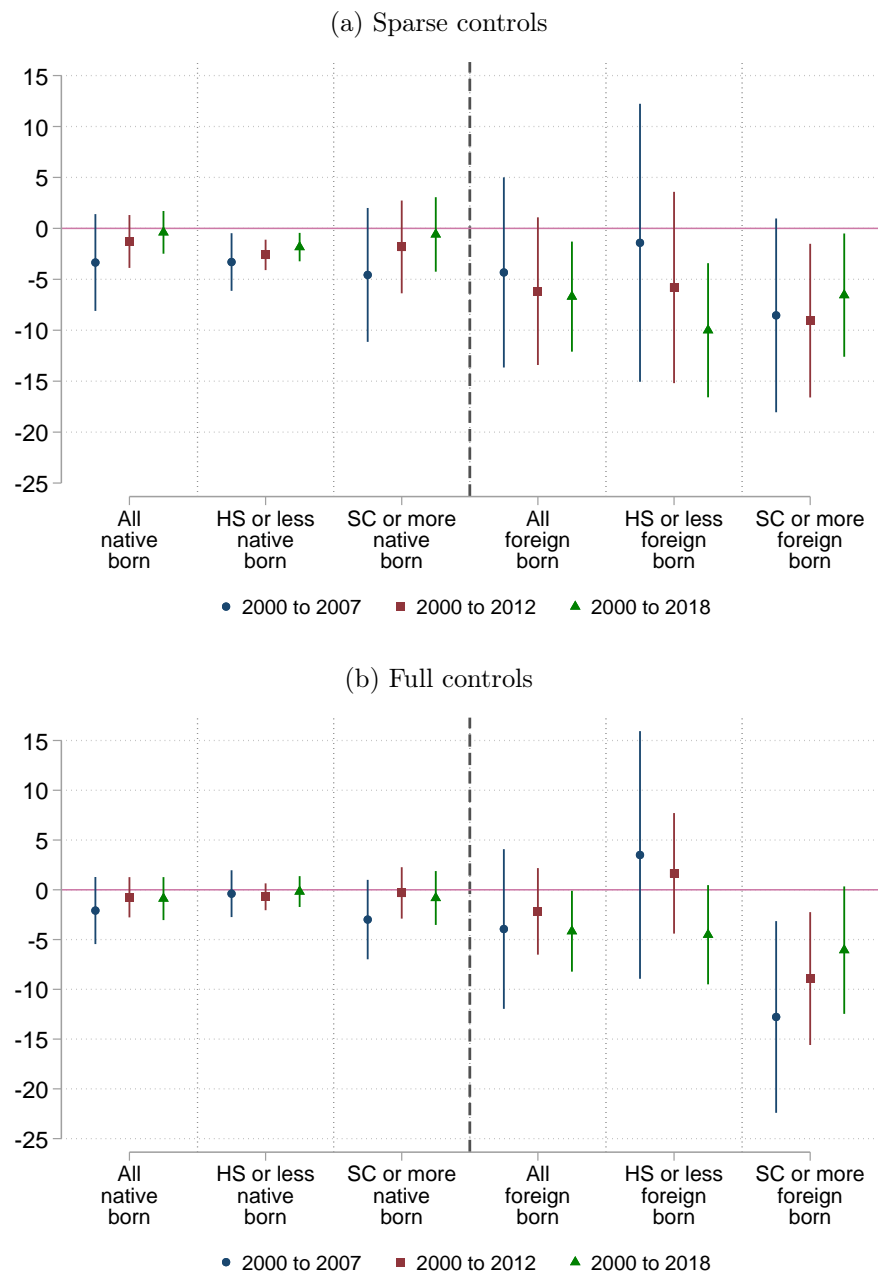 (a) Sparse controls
15
10
5
0
-5
-10
-15
-20
-25
All native born
HS or less native born
SC or more native born
All foreign born
HS or less foreign born
SC or more foreign born
2000 to 2007 2000 to 2012 2000 to 2018
(b) Full controls
15
10
5
0
-5
-10
-15
-20
-25
All native born
HS or less native born
SC or more native born
All foreign born
HS or less foreign born
SC or more foreign born
2000 to 2007 2000 to 2012 2000 to 2018